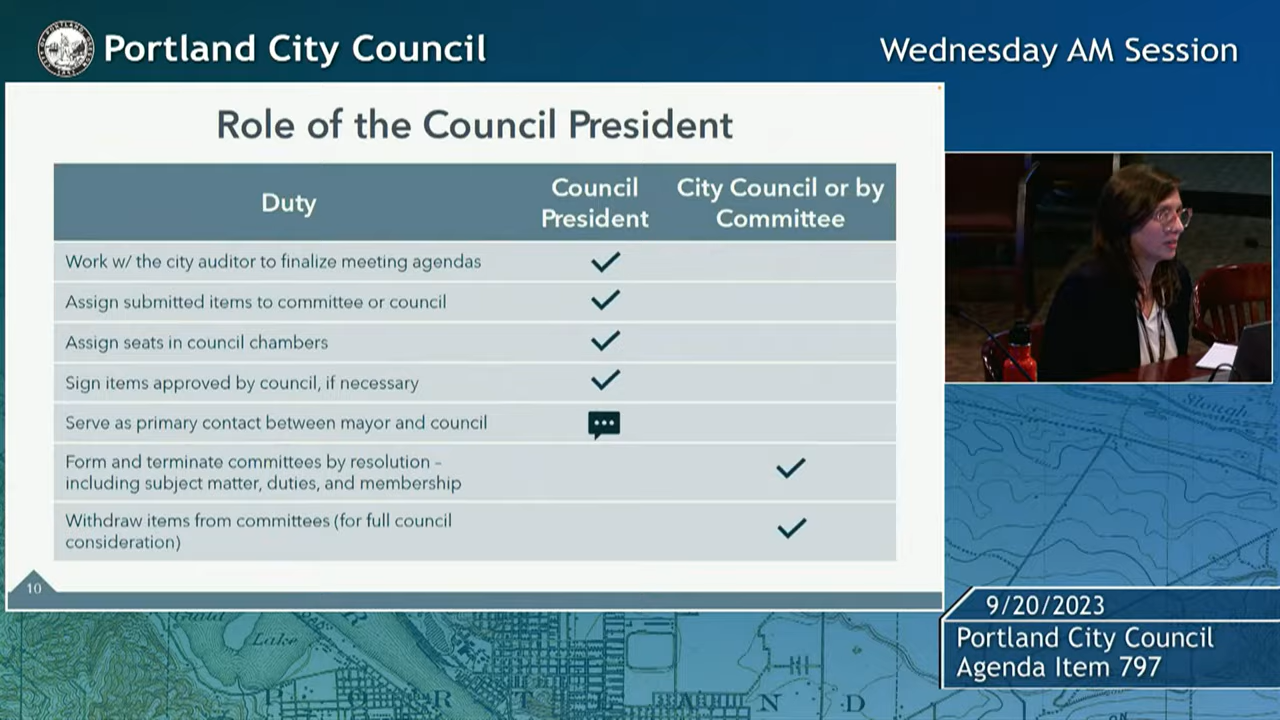 Portland City Council
Wednesday AM Session
Role of the Council President
Duty
Council
President
City Council or by
Committee
Work w/ the city auditor to finalize meeting agendas
Assign submitted items to committee or council
Assign seats in council chambers
Sign items approved by council, if necessary
Serve as primary contact between mayor and council
Form and terminate committees by resolution –
including subject matter, duties, and membership
Withdraw items from committees (for full council
consideration)
10
9/20/2023
Portland City Council
Agenda Item 797
Slough
Guild
Lake
P O R T L A N D